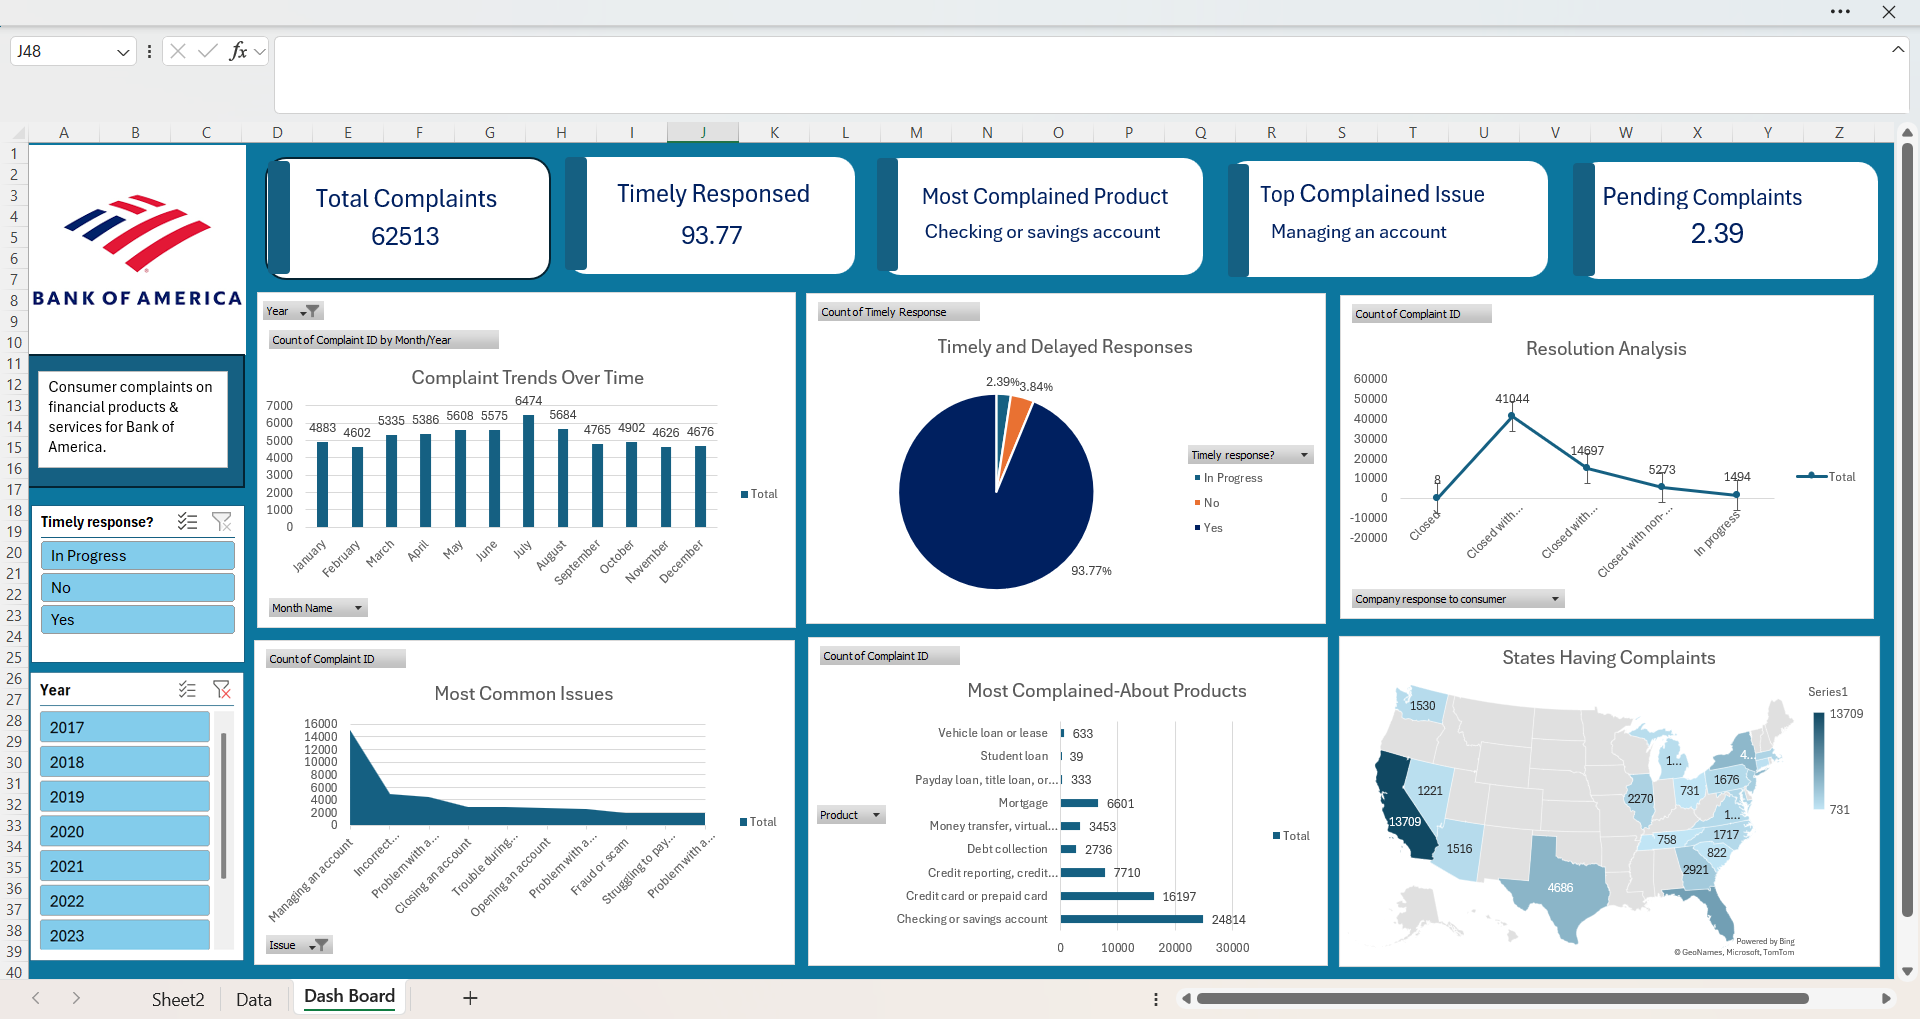 J48
fx
A B C D E F G H I J K L M N O P Q R S T U V W X Y Z
1
2
3
4
5
6
7
8
9
10
11
12
13
14
15
16
17
18
19
20
21
22
23
24
25
26
27
28
29
30
31
32
33
34
35
36
37
38
39
40
BANK OF AMERICA
Consumer complaints on
financial products &
services for Bank of
America.
Timely response?
In Progress
No
Yes
Year
2017
2018
2019
2020
2021
2022
2023
Total Complaints
62513
Timely Responsed
93.77
Most Complained Product
Checking or savings account
Top Complained Issue
Managing an account
Pending Complaints
2.39
Year
Count of Complaint ID by Month/Year
Complaint Trends Over Time
7000
6000
5000
4000
3000
2000
1000
0
4883 4602 5335 5386 5608 5575 6474 5684 4765 4902 4626 4676
January February March April May June July August September October November December
Total
Month Name
Count of Timely Response
Timely and Delayed Responses
2.39%
3.84%
93.77%
Timely response?
In Progress
No
Yes
Count of Complaint ID
Resolution Analysis
60000
50000
40000
30000
20000
10000
0
-10000
-20000
8 41044 14697 5273 1494
Closed Closed with... Closed with... Closed with non-... In progress
Total
Company response to consumer
Count of Complaint ID
Most Common Issues
16000
14000
12000
10000
8000
6000
4000
2000
0
Managing an account Incorrect... Problem with a... Closing an account Trouble during... Opening an account Problem with a... Fraud or scam Struggling to pay... Problem with a...
Total
Issue
Count of Complaint ID
Most Complained-About Products
Product
Vehicle loan or lease 633
Student loan 39
Payday loan, title loan, or... 333
Mortgage 6601
Money transfer, virtual... 3453
Debt collection 2736
Credit reporting, credit... 7710
Credit card or prepaid card 16197
Checking or savings account 24814
0 10000 20000 30000
Total
States Having Complaints
Series1
13709
731
1530
1221
13709
1516
4686
2270
1...
731
4...
1676
1...
1717
758
822
2921
Powered by Bing
© GeoNames, Microsoft, TomTom
Sheet2 Data Dash Board